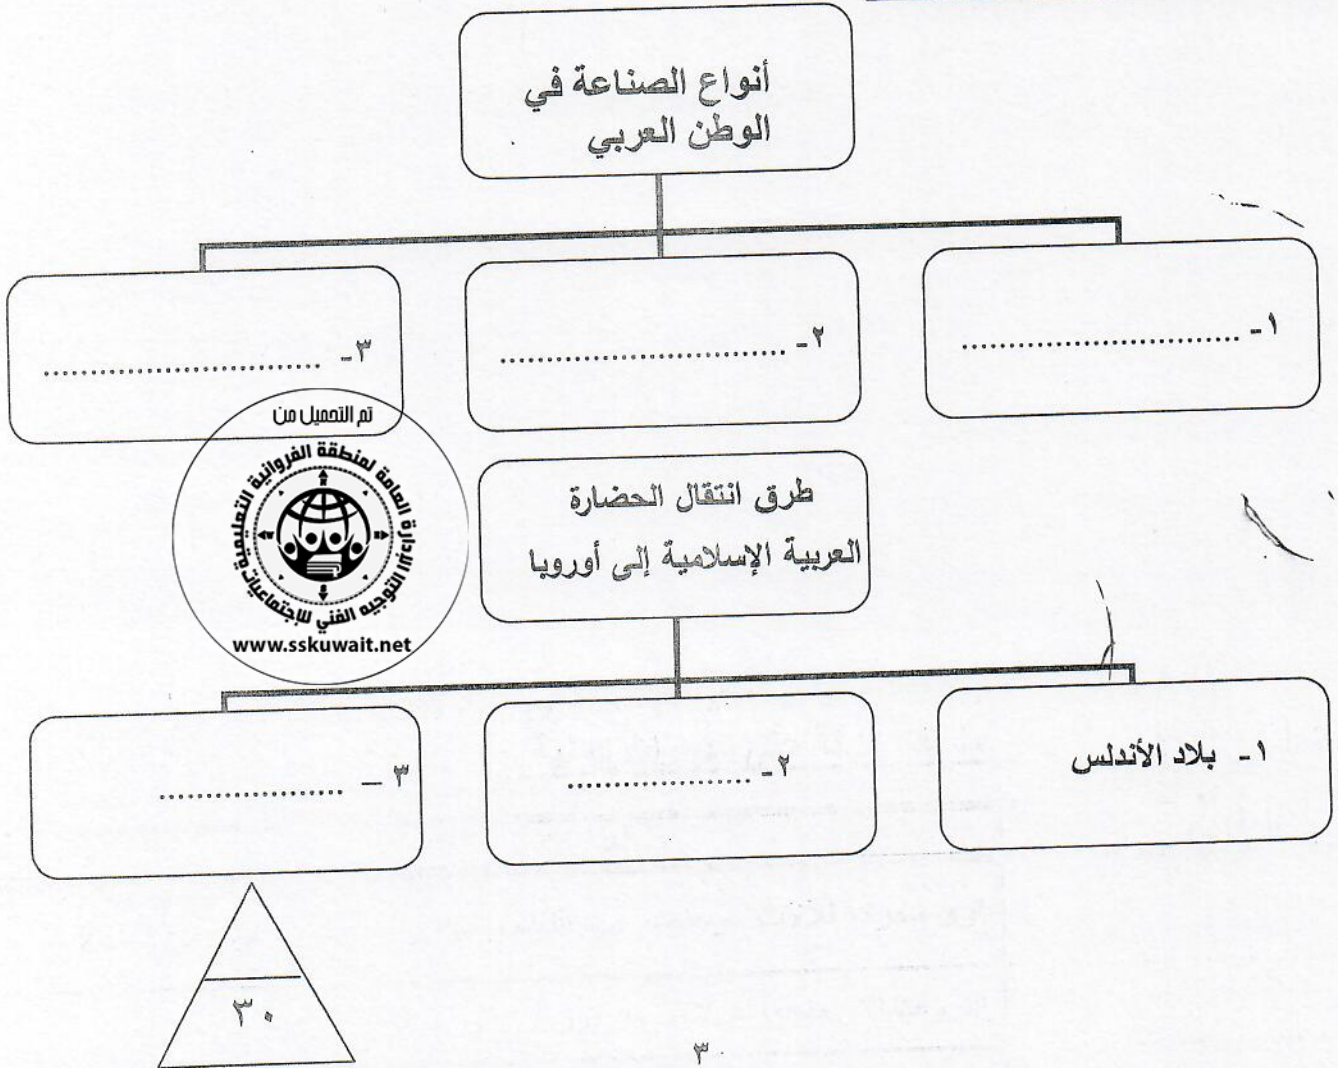 أنواع الصناعة في
الوطن العربي
١- ..............................
٢- ..............................
٣- ..............................
تم التحميل من
التوجيه الفني للاجتماعيات
الإدارة العامة لمنطقة الفروانية التعليمية
www.sskuwait.net
طرق انتقال الحضارة
العربية الإسلامية إلى أوروبا
١- بلاد الأندلس
٢- ....................
٣ – ....................
٣٠
٣